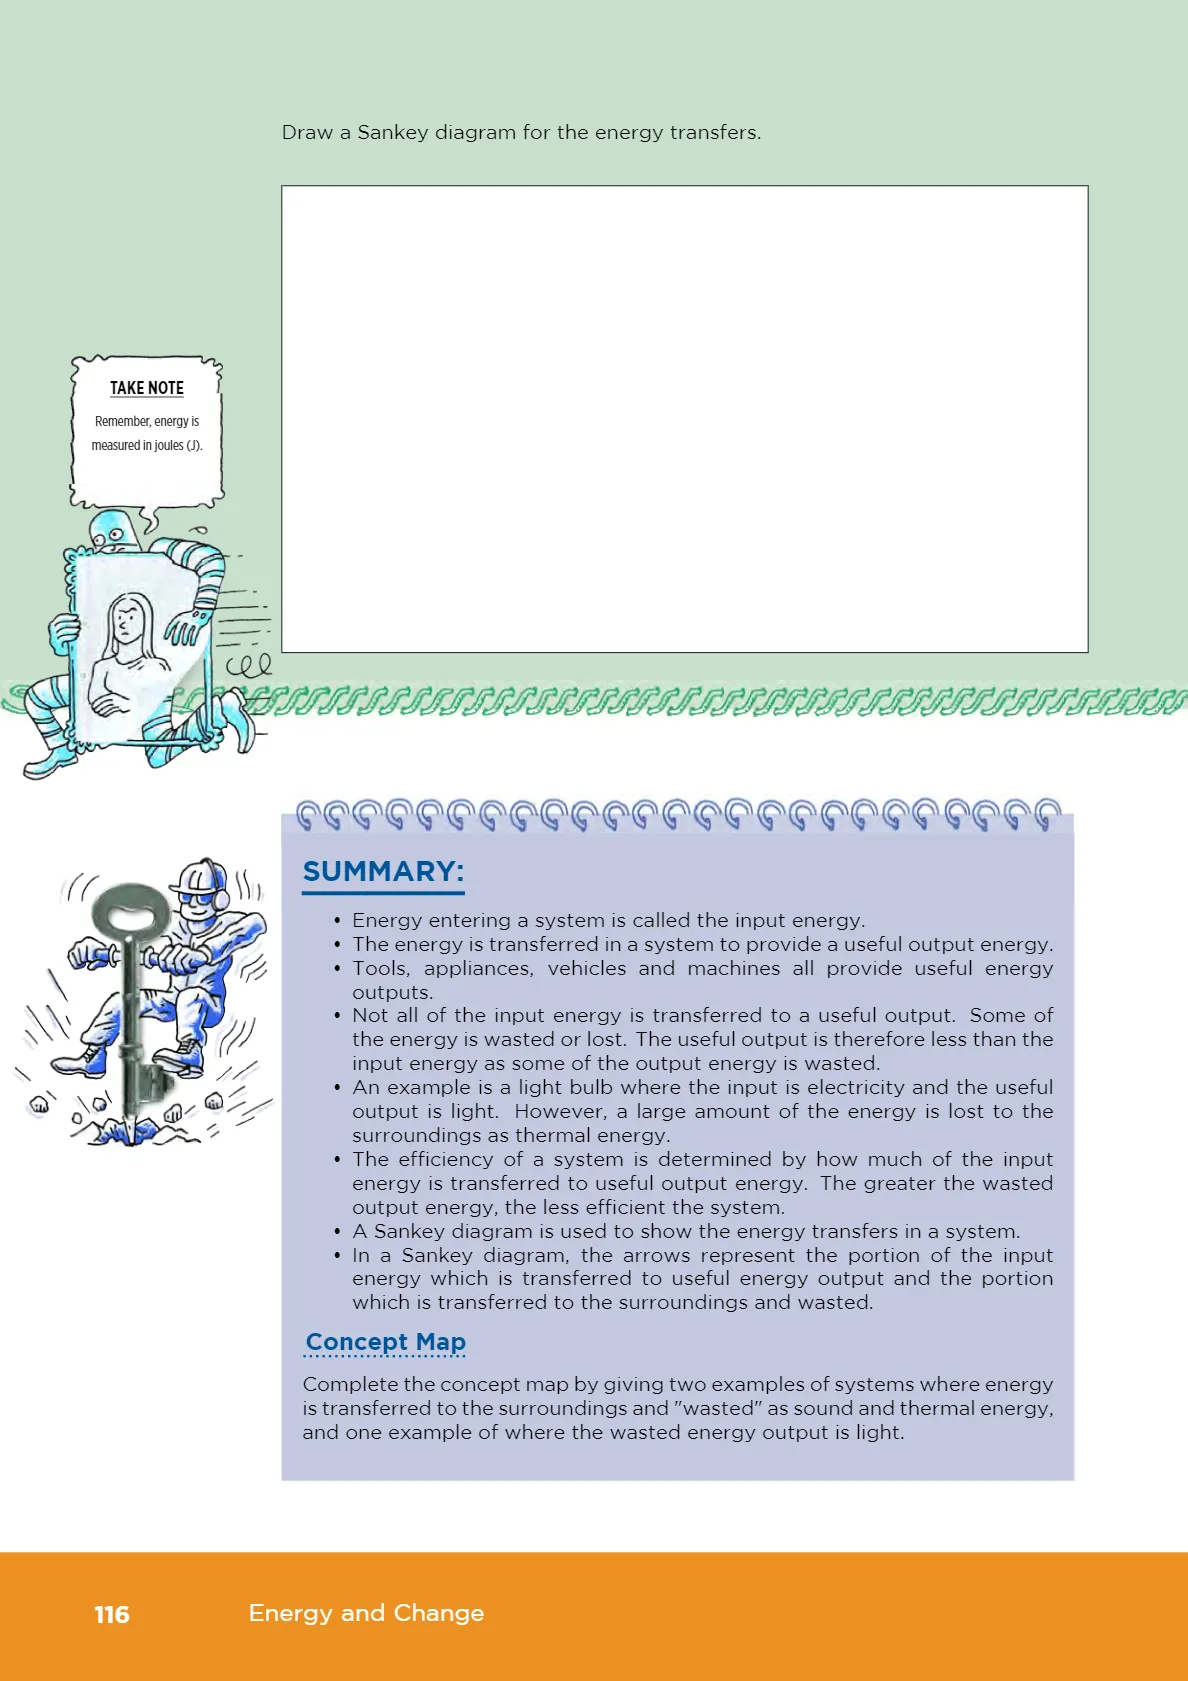 Draw a Sankey diagram for the energy transfers.
TAKE NOTE
Remember, energy is
measured in joules (J).
SUMMARY:
• Energy entering a system is called the input energy.
• The energy is transferred in a system to provide a useful output energy.
• Tools, appliances, vehicles and machines all provide useful energy
outputs.
• Not all of the input energy is transferred to a useful output. Some of
the energy is wasted or lost. The useful output is therefore less than the
input energy as some of the output energy is wasted.
• An example is a light bulb where the input is electricity and the useful
output is light. However, a large amount of the energy is lost to the
surroundings as thermal energy.
• The efficiency of a system is determined by how much of the input
energy is transferred to useful output energy. The greater the wasted
output energy, the less efficient the system.
• A Sankey diagram is used to show the energy transfers in a system.
• In a Sankey diagram, the arrows represent the portion of the input
energy which is transferred to useful energy output and the portion
which is transferred to the surroundings and wasted.
Concept Map
Complete the concept map by giving two examples of systems where energy
is transferred to the surroundings and "wasted" as sound and thermal energy,
and one example of where the wasted energy output is light.
116 Energy and Change